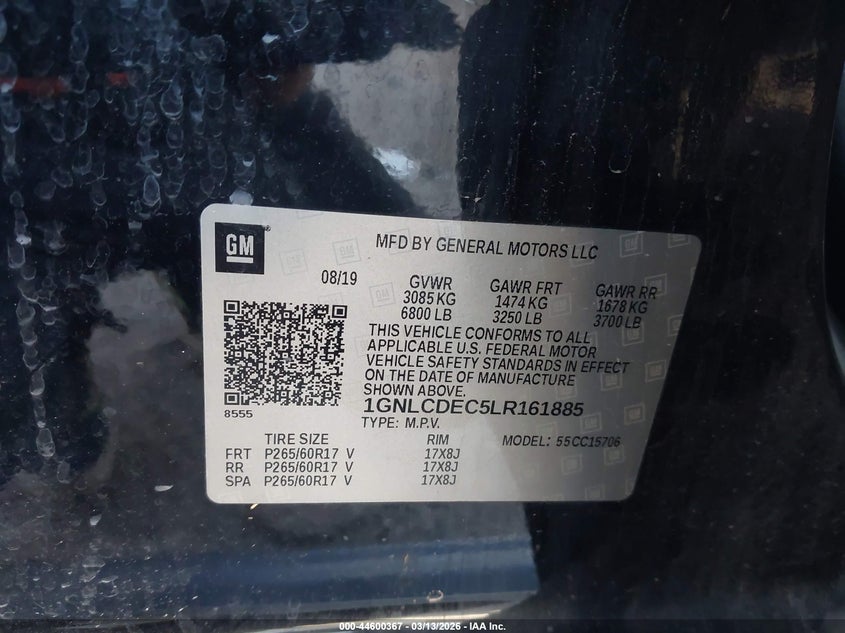 GM
MFD BY GENERAL MOTORS LLC
08/19
GVWR GAWR FRT GAWR RR
3085 KG 1474 KG 1678 KG
6800 LB 3250 LB 3700 LB
THIS VEHICLE CONFORMS TO ALL
APPLICABLE U.S. FEDERAL MOTOR
VEHICLE SAFETY STANDARDS IN EFFECT
ON THE DATE OF MANUFACTURE
SHOWN ABOVE.
8555
1GNLCDEC5LR161885
TYPE: M.P.V. MODEL: 55CC15706
TIRE SIZE RIM
FRT P265/60R17 V 17X8J
RR P265/60R17 V 17X8J
SPA P265/60R17 V 17X8J
000-44600367 — 03/13/2026 — IAA Inc.